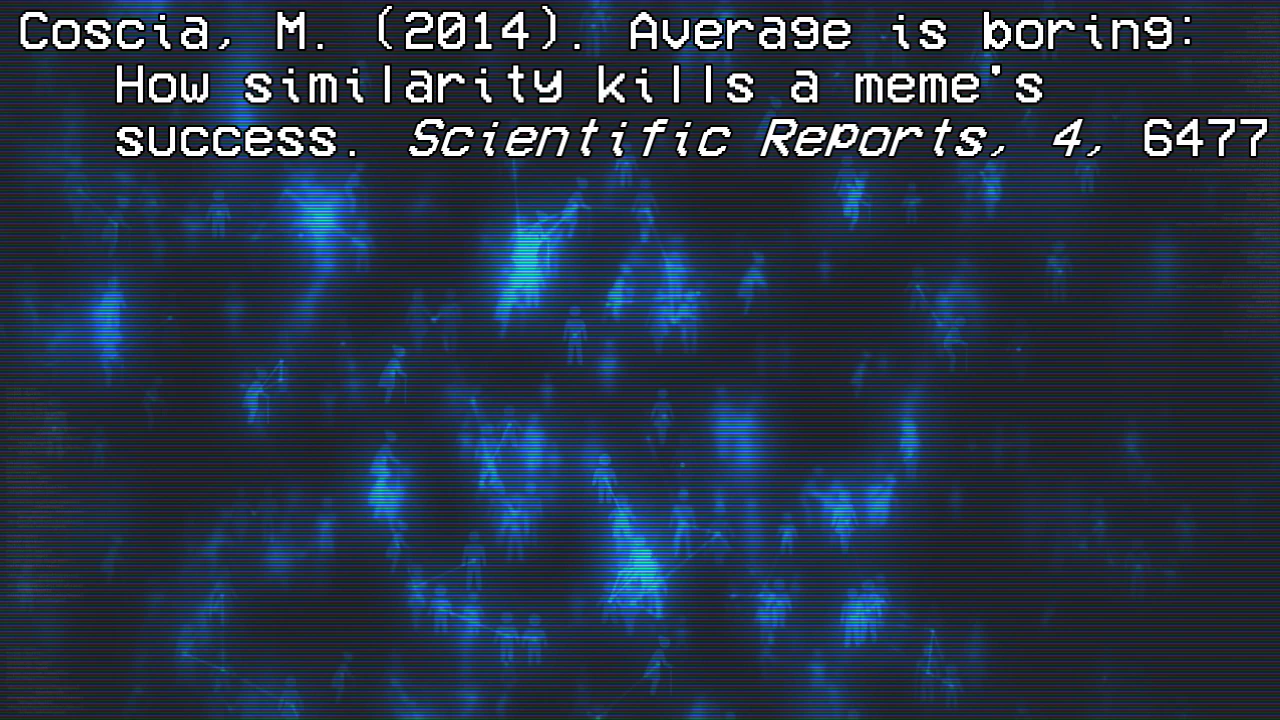 Coscia, M. (2014). Average is boring:
How similarity kills a meme's
success. Scientific Reports, 4, 6477